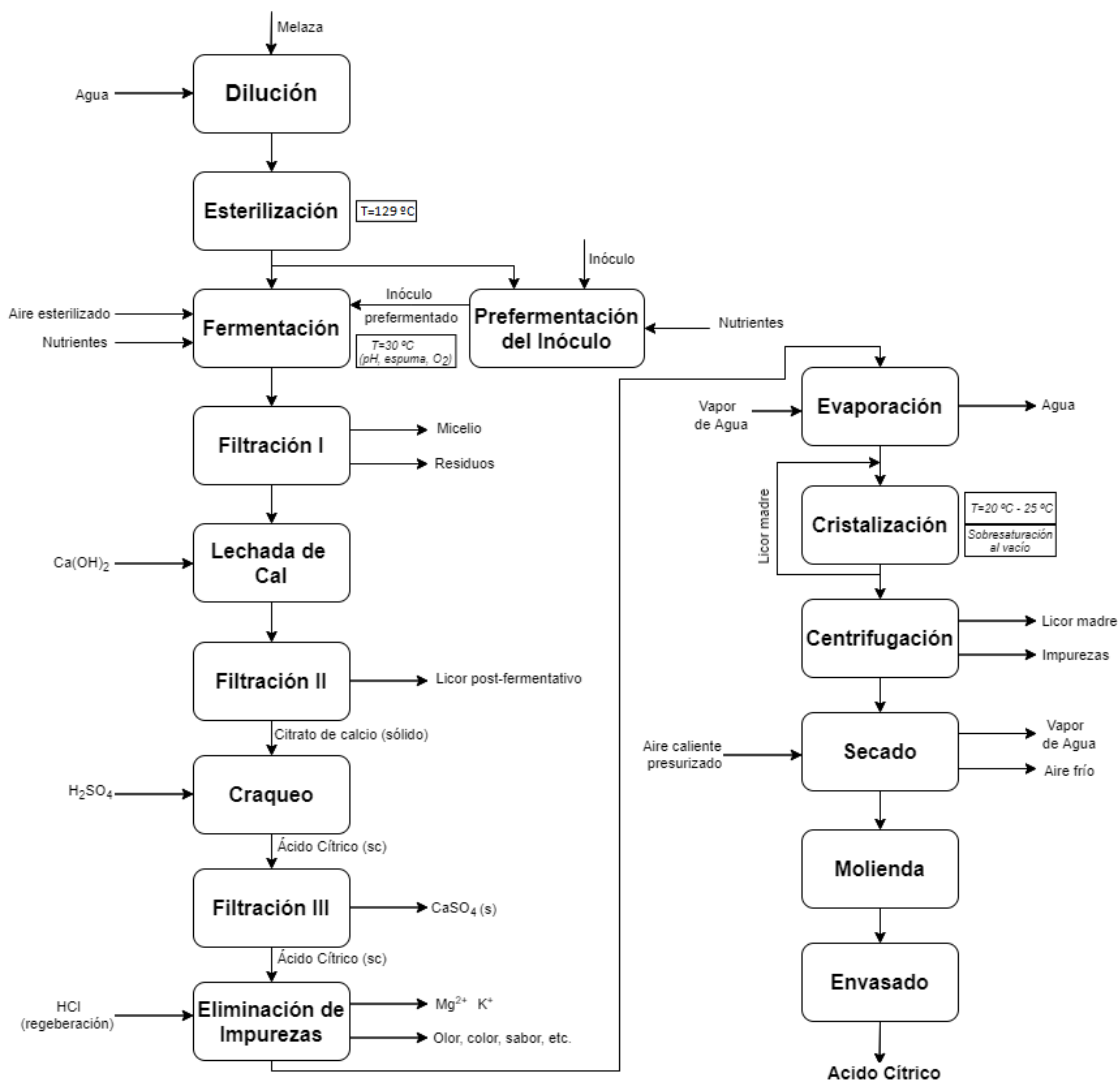 Melaza
Agua
Dilución
Esterilización
T=129 ºC
Inóculo
Aire esterilizado
Nutrientes
Fermentación
Inóculo
prefermentado
T=30 ºC
(pH, espuma, O2)
Prefermentación
del Inóculo
Nutrientes
Filtración I
Micelio
Residuos
Ca(OH)2
Lechada de
Cal
Filtración II
Licor post-fermentativo
Citrato de calcio (sólido)
H2SO4
Craqueo
Ácido Cítrico (sc)
Filtración III
CaSO4 (s)
Ácido Cítrico (sc)
HCl
(regeberación)
Eliminación de
Impurezas
Mg2+ K+
Olor, color, sabor, etc.
Vapor
de Agua
Evaporación
Agua
Licor madre
Cristalización
T=20 ºC - 25 ºC
Sobresaturación
al vacío
Centrifugación
Licor madre
Impurezas
Aire caliente
presurizado
Secado
Vapor
de Agua
Aire frío
Molienda
Envasado
Acido Cítrico